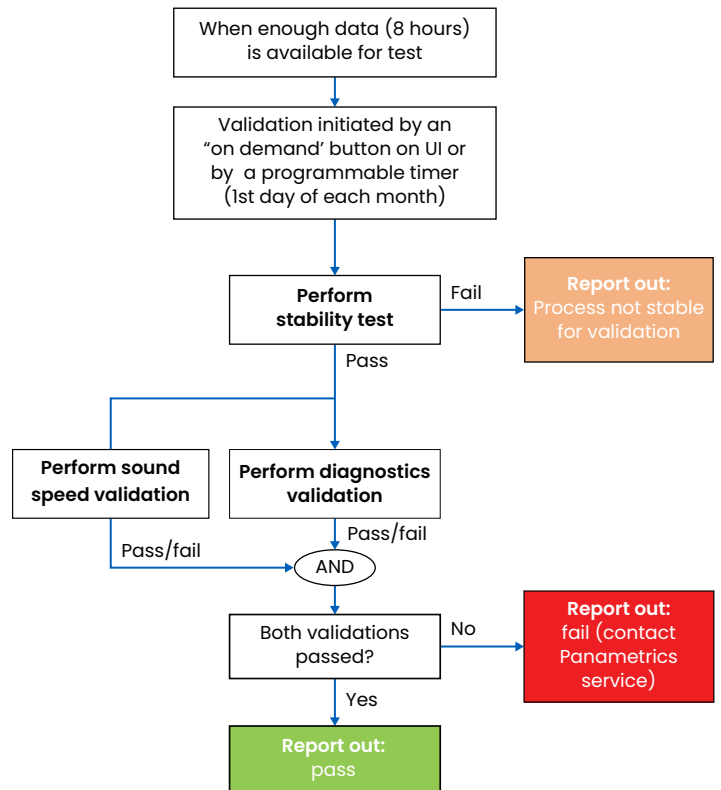 When enough data (8 hours)
is available for test
Validation initiated by an
“on demand’ button on UI or
by a programmable timer
(1st day of each month)
Perform
stability test
Fail
Report out:
Process not stable
for validation
Pass
Perform sound
speed validation
Perform diagnostics
validation
Pass/fail
Pass/fail
AND
Both validations
passed?
No
Report out:
fail (contact
Panametrics
service)
Yes
Report out:
pass